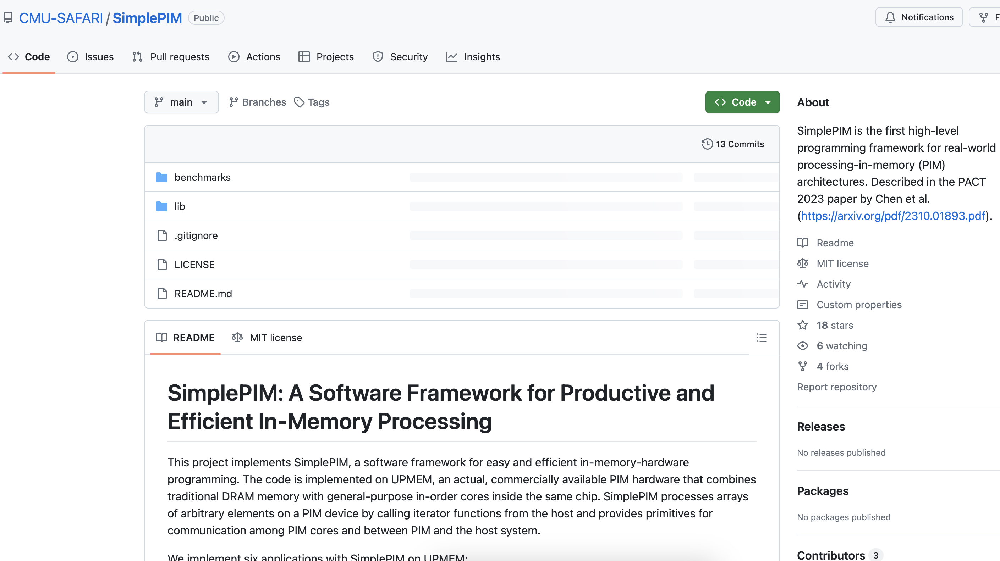 CMU-SAFARI / SimplePIM Public
Notifications
F
Code Issues Pull requests Actions Projects Security Insights
main Branches Tags
Code
13 Commits
benchmarks
lib
.gitignore
LICENSE
README.md
README MIT license
SimplePIM: A Software Framework for Productive and
Efficient In-Memory Processing
This project implements SimplePIM, a software framework for easy and efficient in-memory-hardware
programming. The code is implemented on UPMEM, an actual, commercially available PIM hardware that combines
traditional DRAM memory with general-purpose in-order cores inside the same chip. SimplePIM processes arrays
of arbitrary elements on a PIM device by calling iterator functions from the host and provides primitives for
communication among PIM cores and between PIM and the host system.
We implement six applications with SimplePIM on UPMEM:
About
SimplePIM is the first high-level
programming framework for real-world
processing-in-memory (PIM)
architectures. Described in the PACT
2023 paper by Chen et al.
(https://arxiv.org/pdf/2310.01893.pdf).
Readme
MIT license
Activity
Custom properties
18 stars
6 watching
4 forks
Report repository
Releases
No releases published
Packages
No packages published
Contributors 3